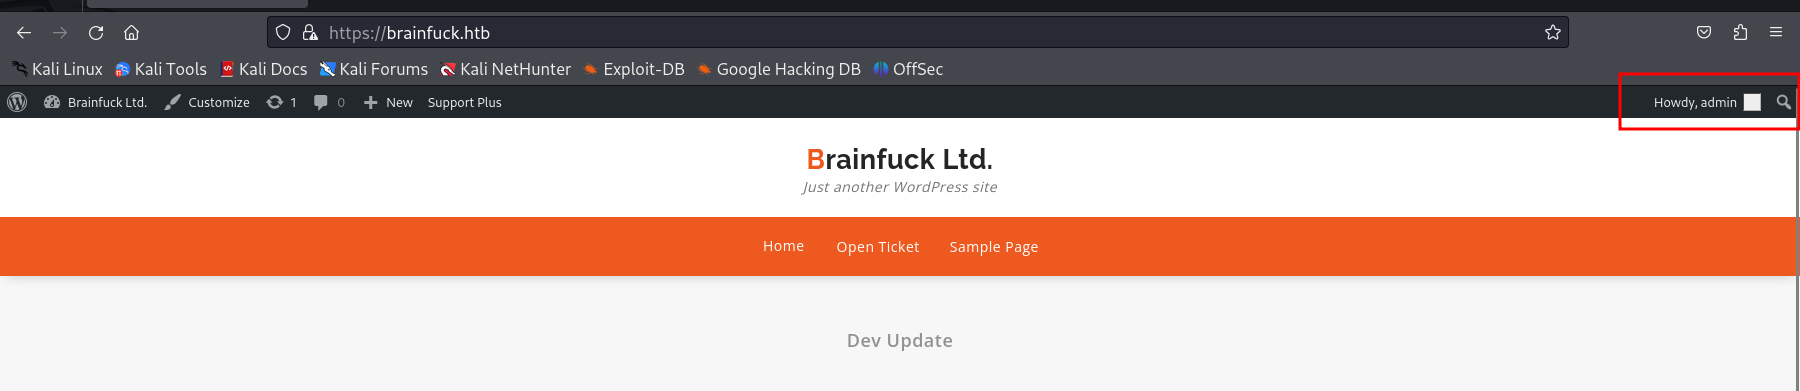 https://brainfuck.htb
Kali Linux Kali Tools Kali Docs Kali Forums Kali NetHunter Exploit-DB Google Hacking DB OffSec
Brainfuck Ltd. Customize 1 0 New Support Plus Howdy, admin
Brainfuck Ltd.
Just another WordPress site
Home Open Ticket Sample Page
Dev Update